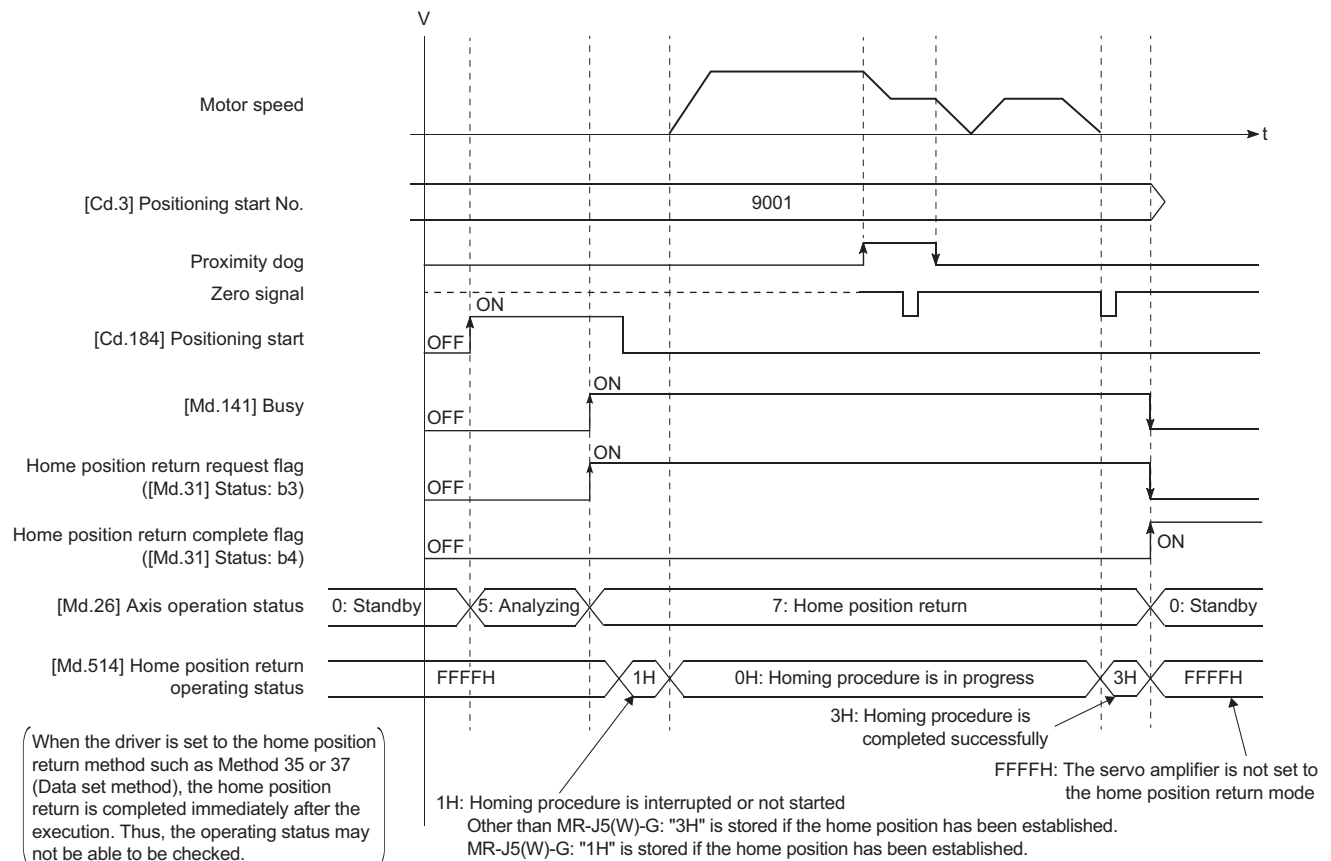 V
Motor speed
t
[Cd.3] Positioning start No.
9001
Proximity dog
Zero signal
ON
[Cd.184] Positioning start
OFF
ON
[Md.141] Busy
OFF
ON
Home position return request flag
([Md.31] Status: b3)
OFF
Home position return complete flag
([Md.31] Status: b4)
OFF
ON
[Md.26] Axis operation status
0: Standby
5: Analyzing
7: Home position return
0: Standby
[Md.514] Home position return
operating status
FFFFH
1H
0H: Homing procedure is in progress
3H
FFFFH
3H: Homing procedure is
completed successfully
FFFFH: The servo amplifier is not set to
the home position return mode
When the driver is set to the home position
return method such as Method 35 or 37
(Data set method), the home position
return is completed immediately after the
execution. Thus, the operating status may
not be able to be checked.
1H: Homing procedure is interrupted or not started
Other than MR-J5(W)-G: "3H" is stored if the home position has been established.
MR-J5(W)-G: "1H" is stored if the home position has been established.